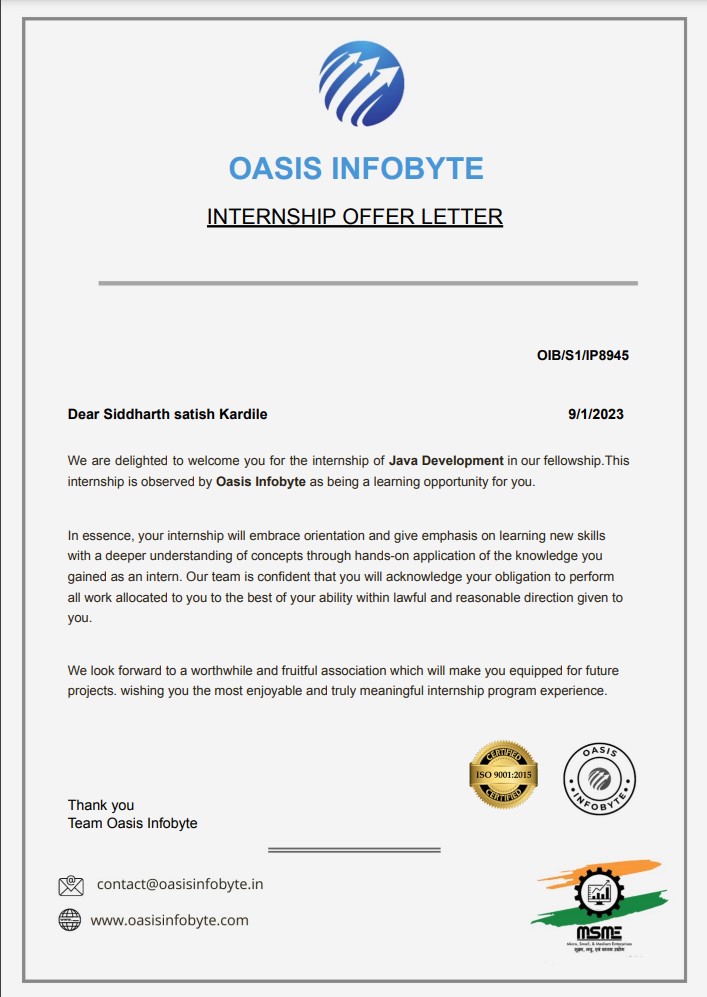 OASIS INFOBYTE
INTERNSHIP OFFER LETTER
OIB/S1/IP8945
Dear Siddharth satish Kardile 9/1/2023
We are delighted to welcome you for the internship of Java Development in our fellowship.This
internship is observed by Oasis Infobyte as being a learning opportunity for you.
In essence, your internship will embrace orientation and give emphasis on learning new skills
with a deeper understanding of concepts through hands-on application of the knowledge you
gained as an intern. Our team is confident that you will acknowledge your obligation to perform
all work allocated to you to the best of your ability within lawful and reasonable direction given to
you.
We look forward to a worthwhile and fruitful association which will make you equipped for future
projects. wishing you the most enjoyable and truly meaningful internship program experience.
CERTIFIED
ISO 9001:2015
CERTIFIED
OASIS
INFOBYTE
Thank you
Team Oasis Infobyte
contact@oasisinfobyte.in
www.oasisinfobyte.com
MSME
Micro, Small, & Medium Enterprises
सूक्ष्म, लघु, एवं मध्यम उद्योग